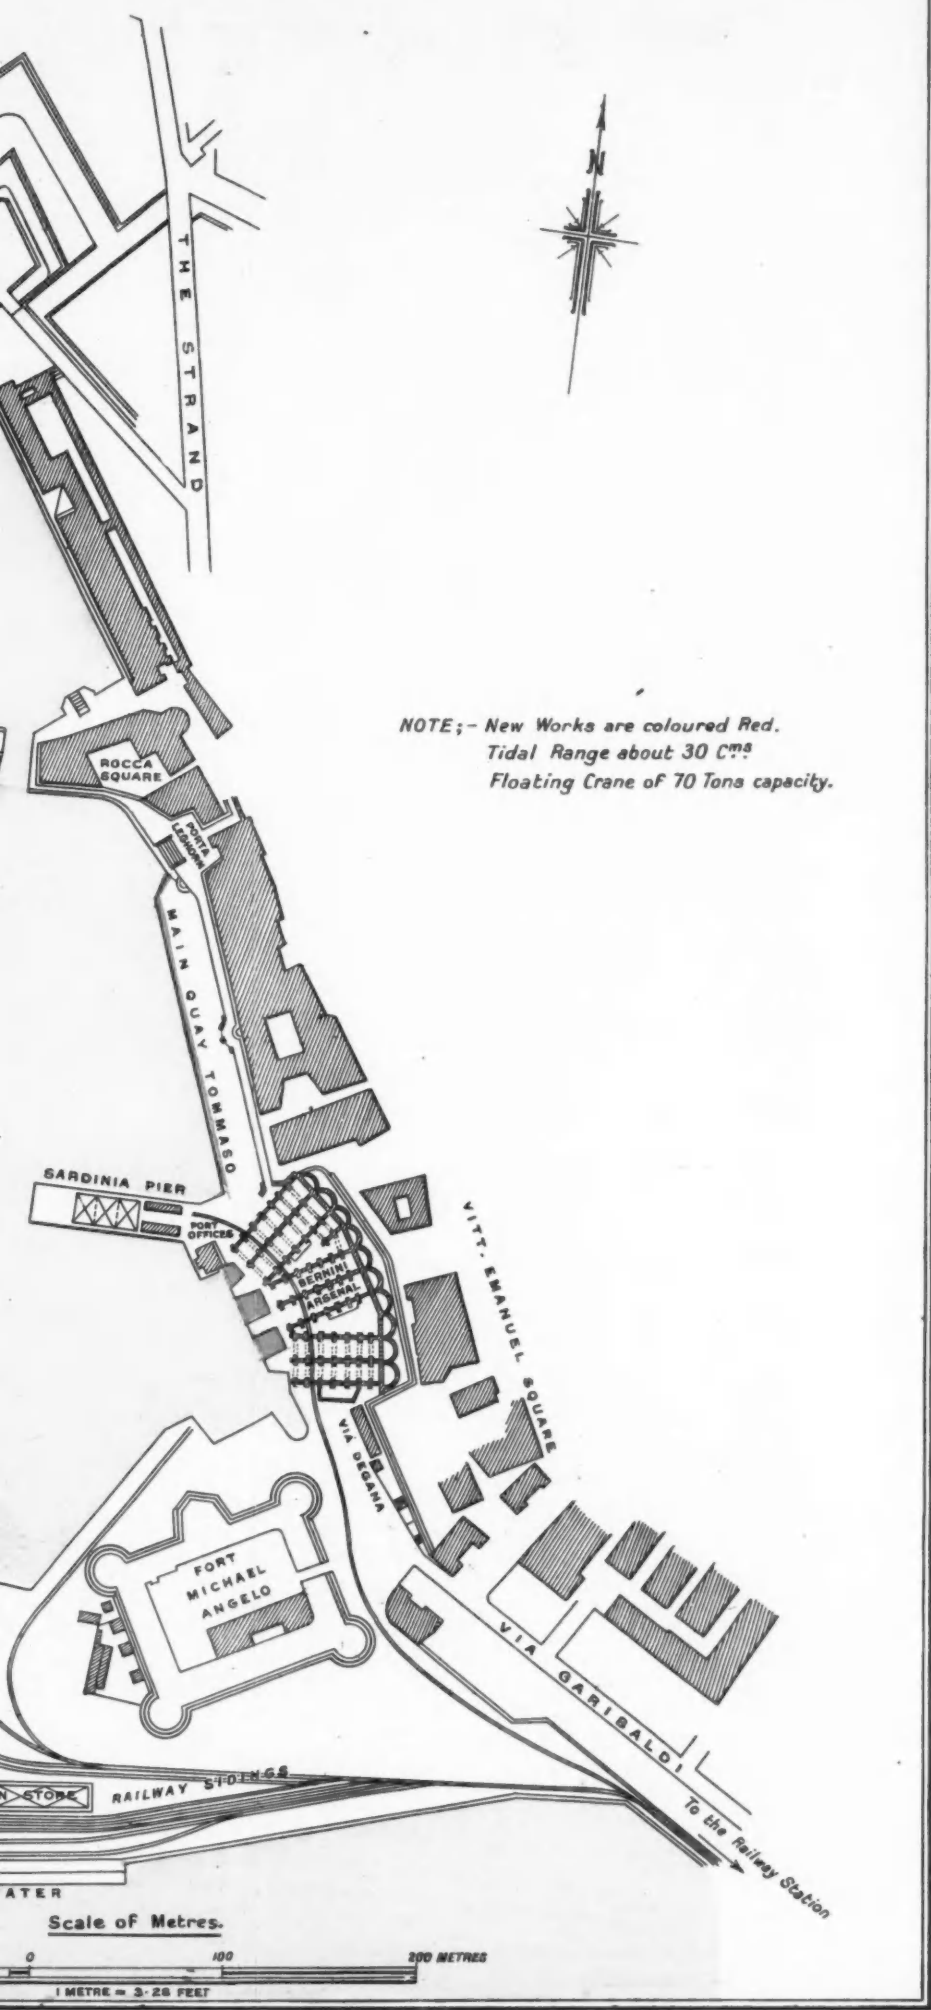 N
THE STRAND
NOTE;- New Works are coloured Red.
Tidal Range about 30 Cms.
Floating Crane of 70 Tons capacity.
ROCCA
SQUARE
PORTA
LEGHORN
MAIN QUAY TOMMASO
SARDINIA PIER
PORT
OFFICES
BERNINI
ARSENAL
VITT. EMANUEL SQUARE
VIA DEGANA
FORT
MICHAEL
ANGELO
VIA GARIBALDI
RAILWAY SIDINGS
N STORE
To the Railway Station
ATER
Scale of Metres.
0 100 200 METRES
1 METRE = 3·28 FEET